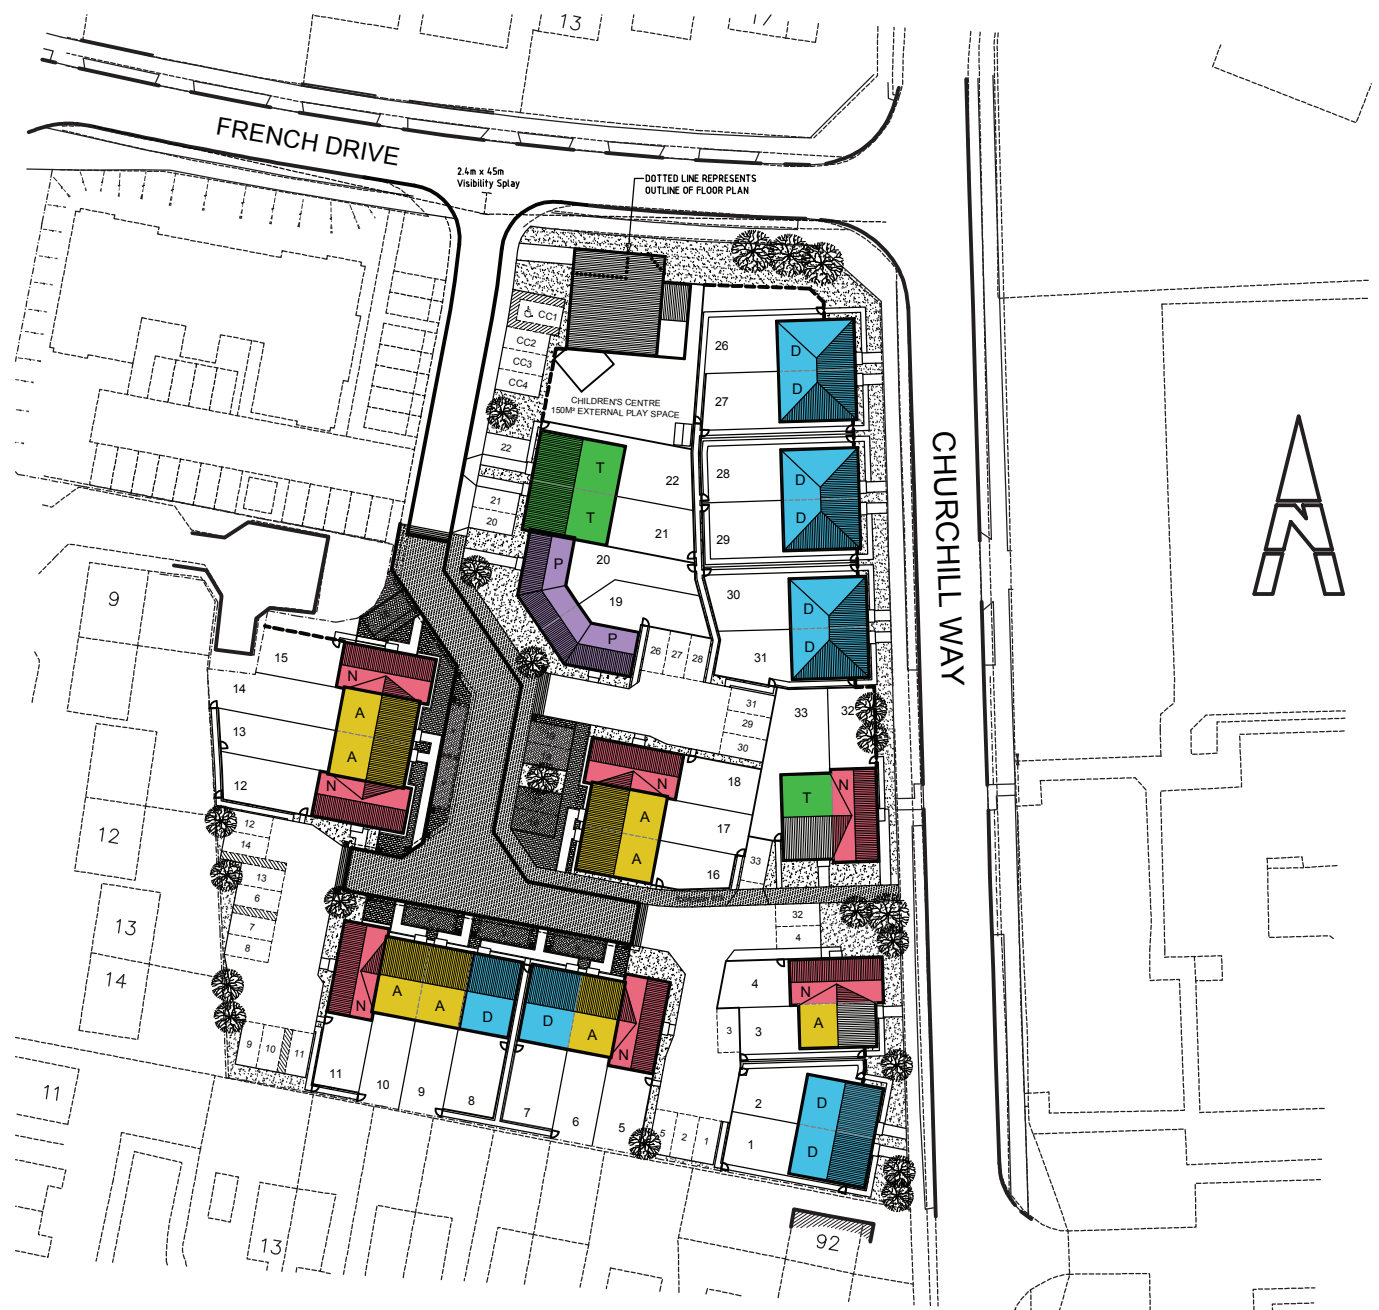 13
17
FRENCH DRIVE
2.4m x 45m
Visibility Splay
DOTTED LINE REPRESENTS
OUTLINE OF FLOOR PLAN
CC1
CC2
CC3
CC4
CHILDREN'S CENTRE
150M² EXTERNAL PLAY SPACE
26
D
D
27
28
D
D
29
30
D
D
31
CHURCHILL WAY
N
22
T
22
T
21
21
20
20
P
19
P
26
27
28
31
29
30
33
32
9
15
14
N
A
13
A
N
12
12
14
13
6
7
8
12
13
14
N
18
A
17
A
16
T
N
33
32
4
N
A
A
D
D
A
N
4
N
3
3
A
9
10
11
11
10
9
8
7
6
5
5
2
1
2
D
1
D
11
13
92